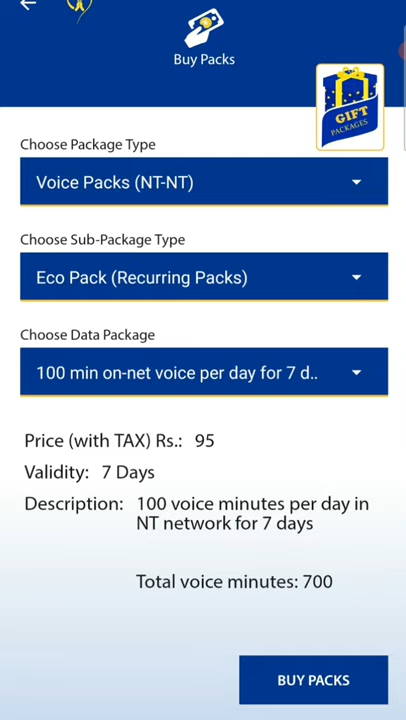 Buy Packs
GIFT
PACKAGES
Choose Package Type
Voice Packs (NT-NT)
Choose Sub-Package Type
Eco Pack (Recurring Packs)
Choose Data Package
100 min on-net voice per day for 7 d..
Price (with TAX) Rs.: 95
Validity: 7 Days
Description: 100 voice minutes per day in
NT network for 7 days
Total voice minutes: 700
BUY PACKS